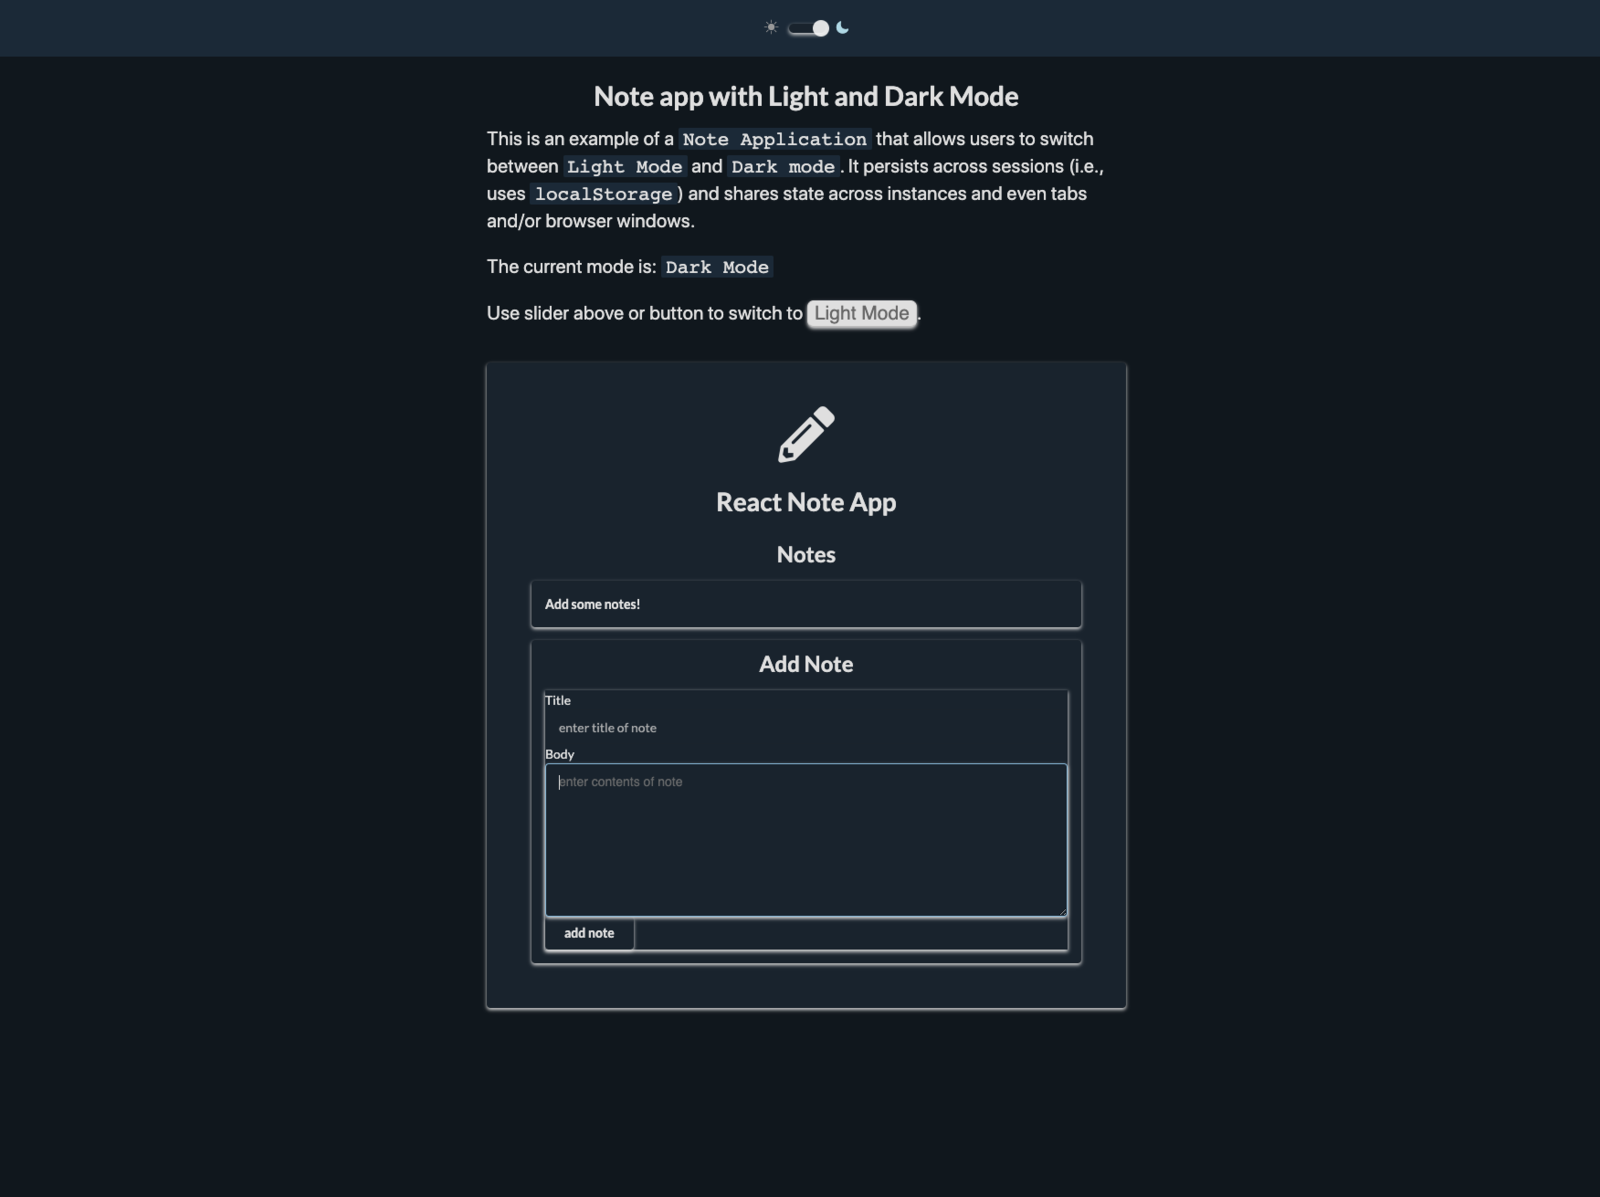 Note app with Light and Dark Mode
This is an example of a Note Application that allows users to switch
between Light Mode and Dark mode. It persists across sessions (i.e.,
uses localStorage) and shares state across instances and even tabs
and/or browser windows.
The current mode is: Dark Mode
Use slider above or button to switch to Light Mode.
React Note App
Notes
Add some notes!
Add Note
Title
enter title of note
Body
enter contents of note
add note